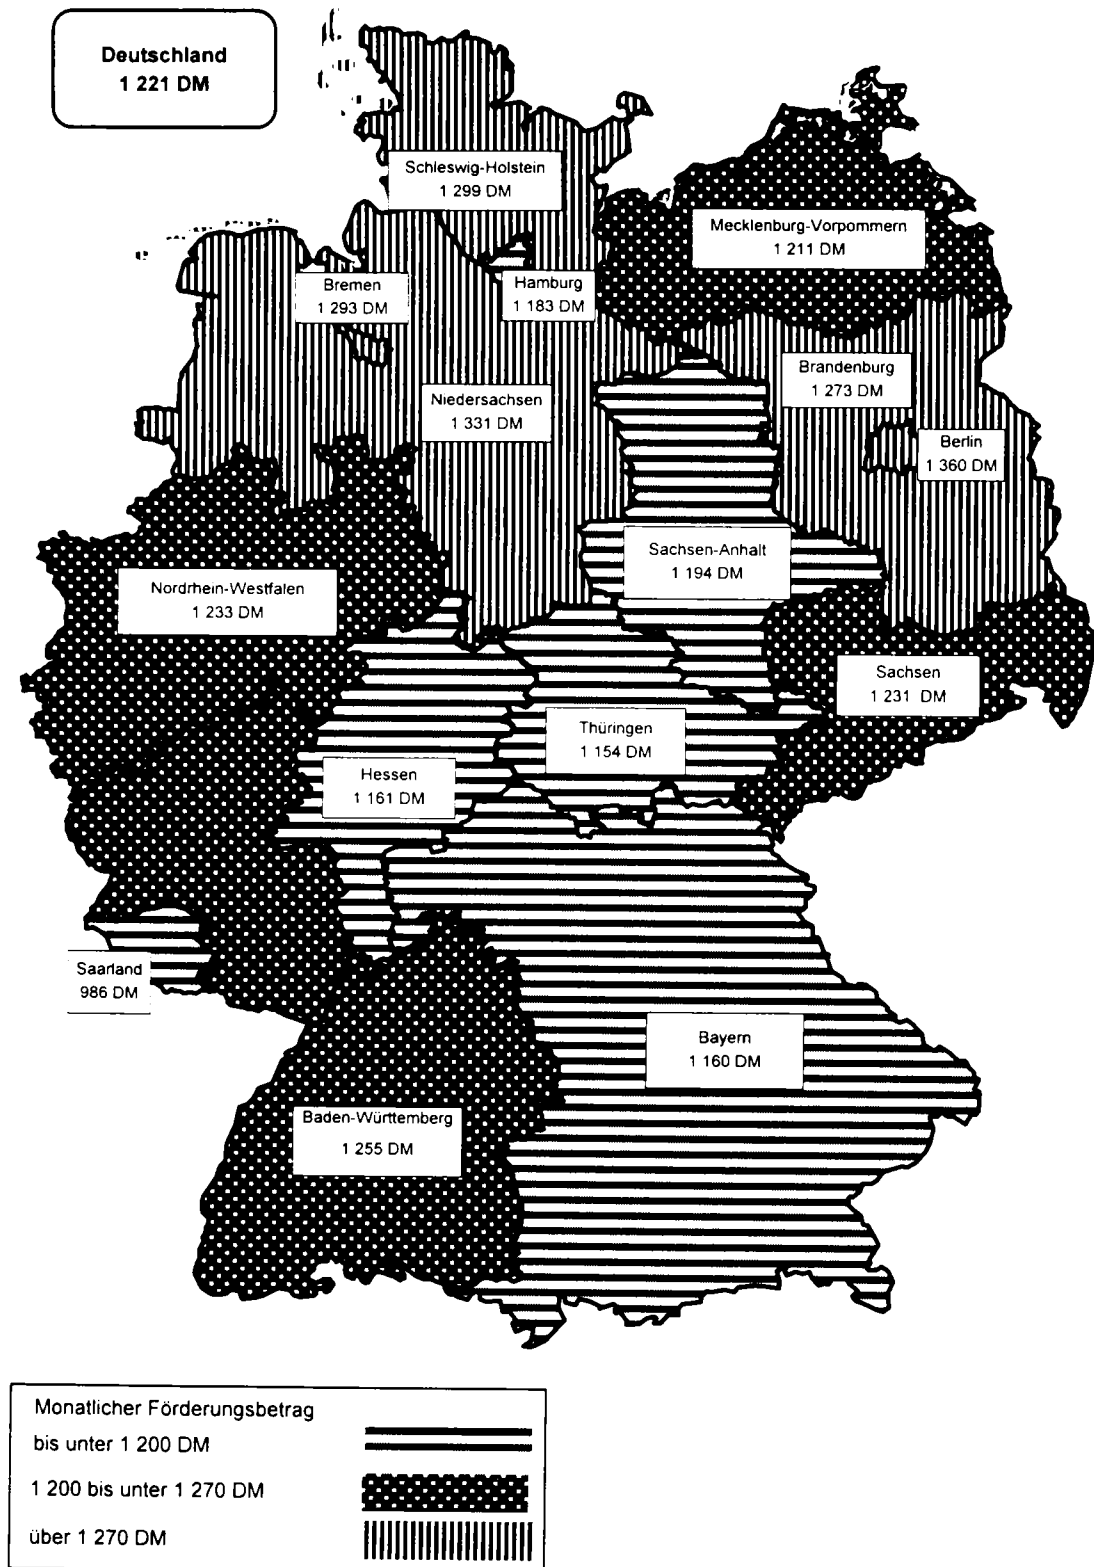 Deutschland
1 221 DM
Schleswig-Holstein
1 299 DM
Mecklenburg-Vorpommern
1 211 DM
Bremen
1 293 DM
Hamburg
1 183 DM
Brandenburg
1 273 DM
Niedersachsen
1 331 DM
Berlin
1 360 DM
Sachsen-Anhalt
1 194 DM
Nordrhein-Westfalen
1 233 DM
Sachsen
1 231 DM
Thüringen
1 154 DM
Hessen
1 161 DM
Saarland
986 DM
Bayern
1 160 DM
Baden-Württemberg
1 255 DM
Monatlicher Förderungsbetrag
bis unter 1 200 DM
1 200 bis unter 1 270 DM
über 1 270 DM